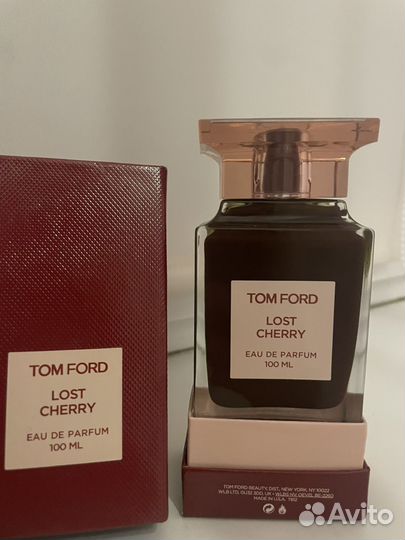 TOM FORD
LOST
CHERRY
EAU DE PARFUM
100 ML
TOM FORD
LOST
CHERRY
EAU DE PARFUM
100 ML
TOM FORD BEAUTY, DIST., NEW YORK, NY 10022
MADE IN
Avito